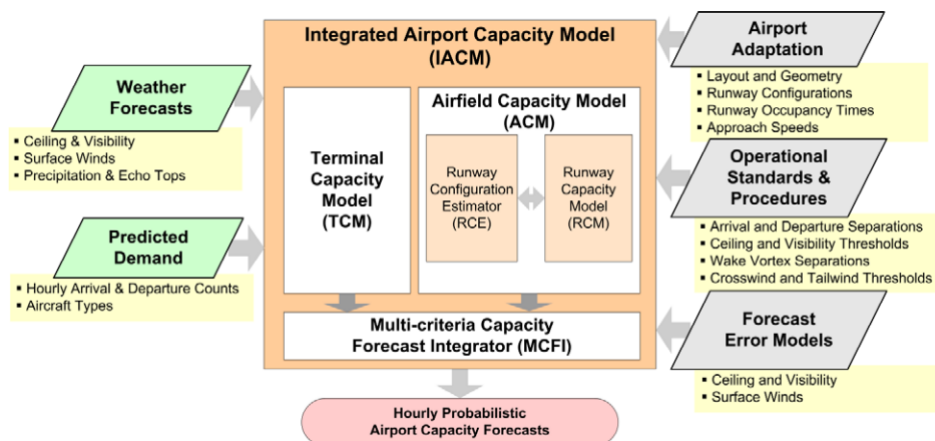 Integrated Airport Capacity Model
(IACM)
Weather
Forecasts
▪ Ceiling & Visibility
▪ Surface Winds
▪ Precipitation & Echo Tops
Predicted
Demand
▪ Hourly Arrival & Departure Counts
▪ Aircraft Types
Terminal
Capacity
Model
(TCM)
Airfield Capacity Model
(ACM)
Runway
Configuration
Estimator
(RCE)
Runway
Capacity
Model
(RCM)
Multi-criteria Capacity
Forecast Integrator (MCFI)
Hourly Probabilistic
Airport Capacity Forecasts
Airport
Adaptation
▪ Layout and Geometry
▪ Runway Configurations
▪ Runway Occupancy Times
▪ Approach Speeds
Operational
Standards &
Procedures
▪ Arrival and Departure Separations
▪ Ceiling and Visibility Thresholds
▪ Wake Vortex Separations
▪ Crosswind and Tailwind Thresholds
Forecast
Error Models
▪ Ceiling and Visibility
▪ Surface Winds